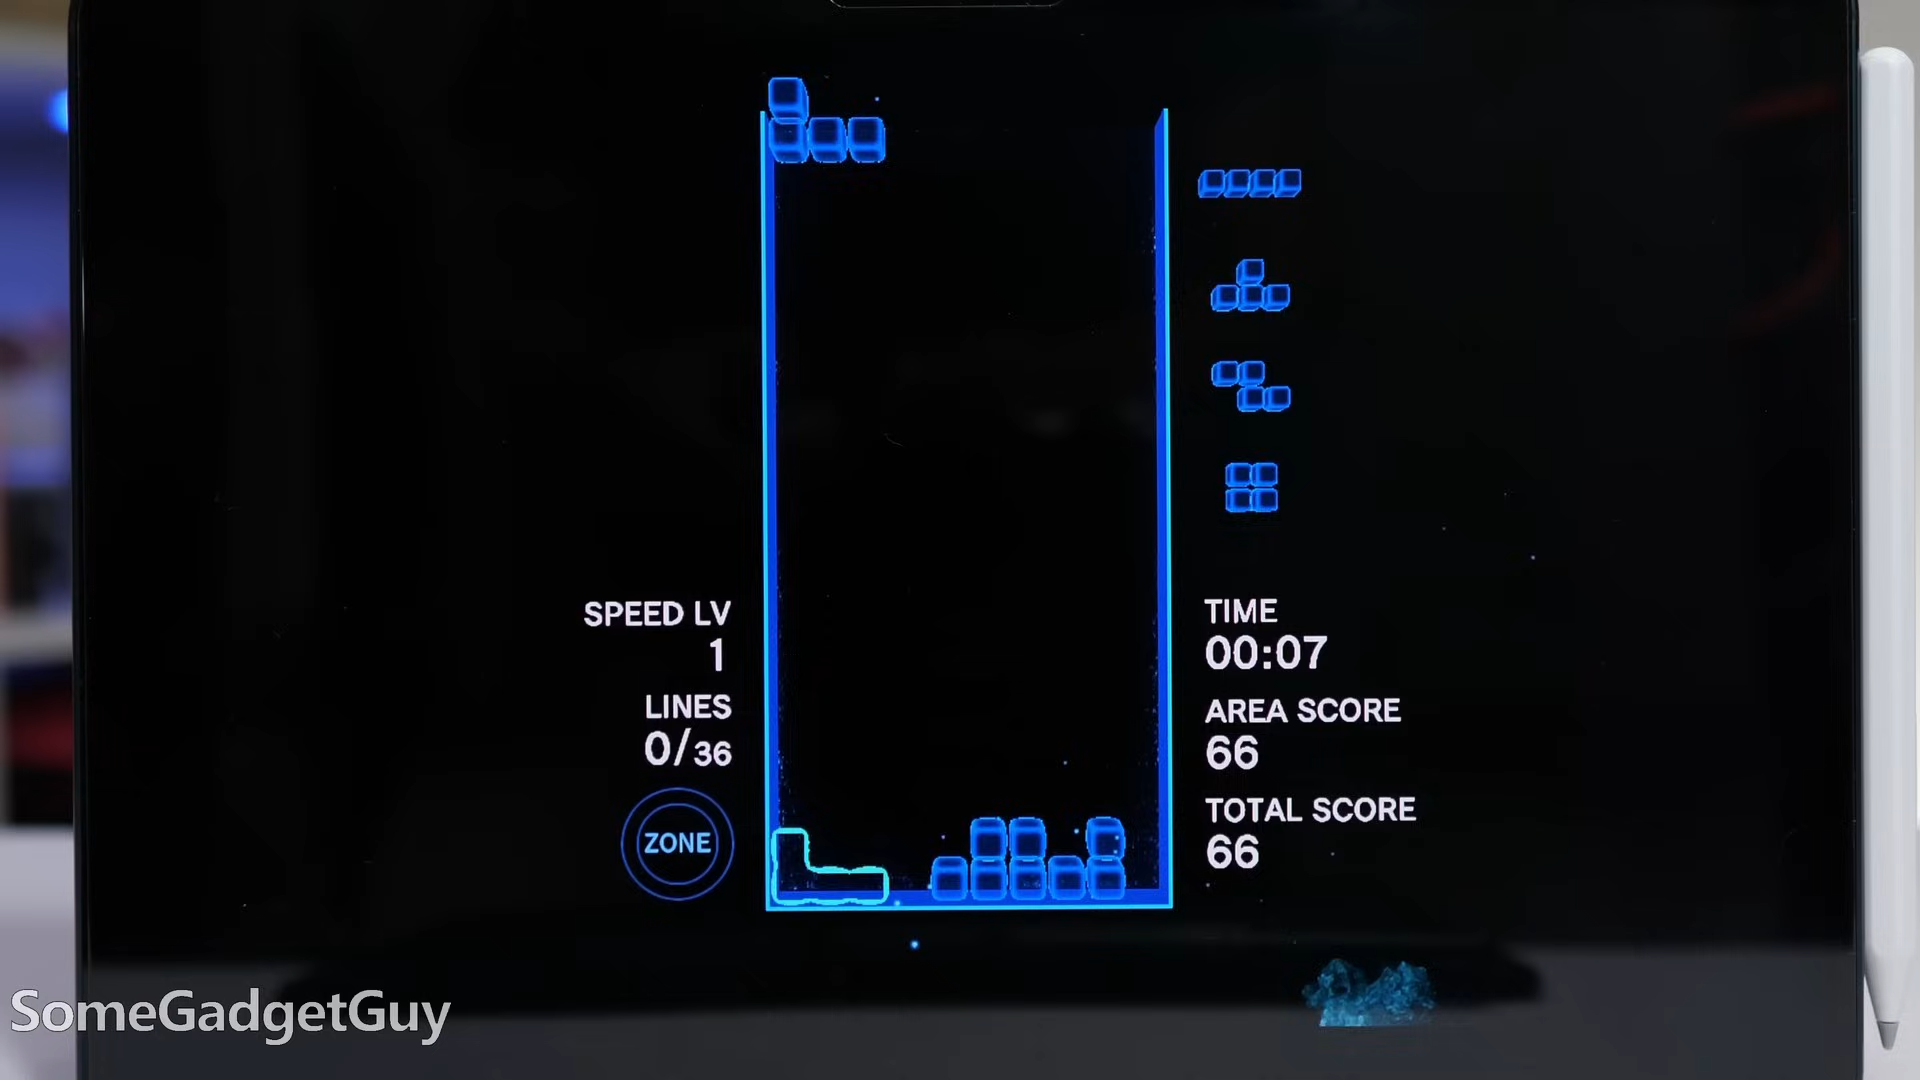 SPEED LV
1
LINES
0/36
ZONE
TIME
00:07
AREA SCORE
66
TOTAL SCORE
66
SomeGadgetGuy